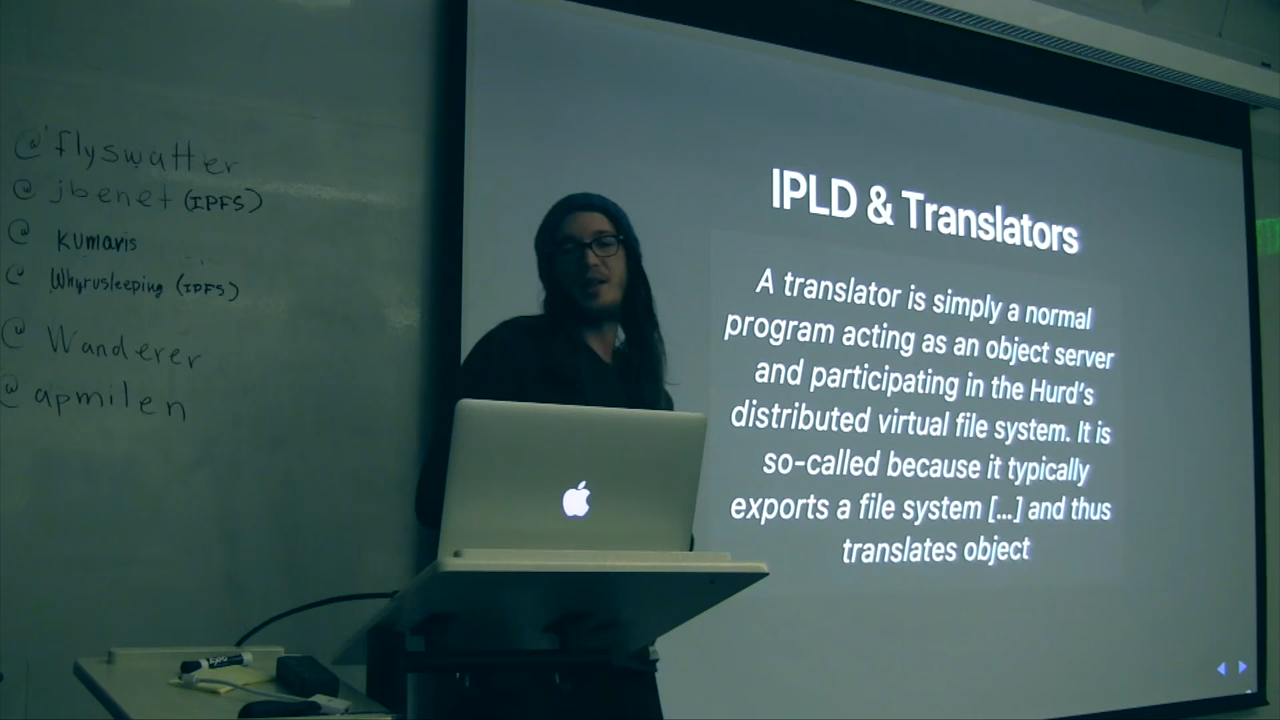 @flyswatter
@ jbenet (IPFS)
@ kumavis
@ Whyrusleeping (IPFS)
@ Wanderer
@ apmilen
IPLD & Translators
A translator is simply a normal
program acting as an object server
and participating in the Hurd's
distributed virtual file system. It is
so-called because it typically
exports a file system [...] and thus
translates object